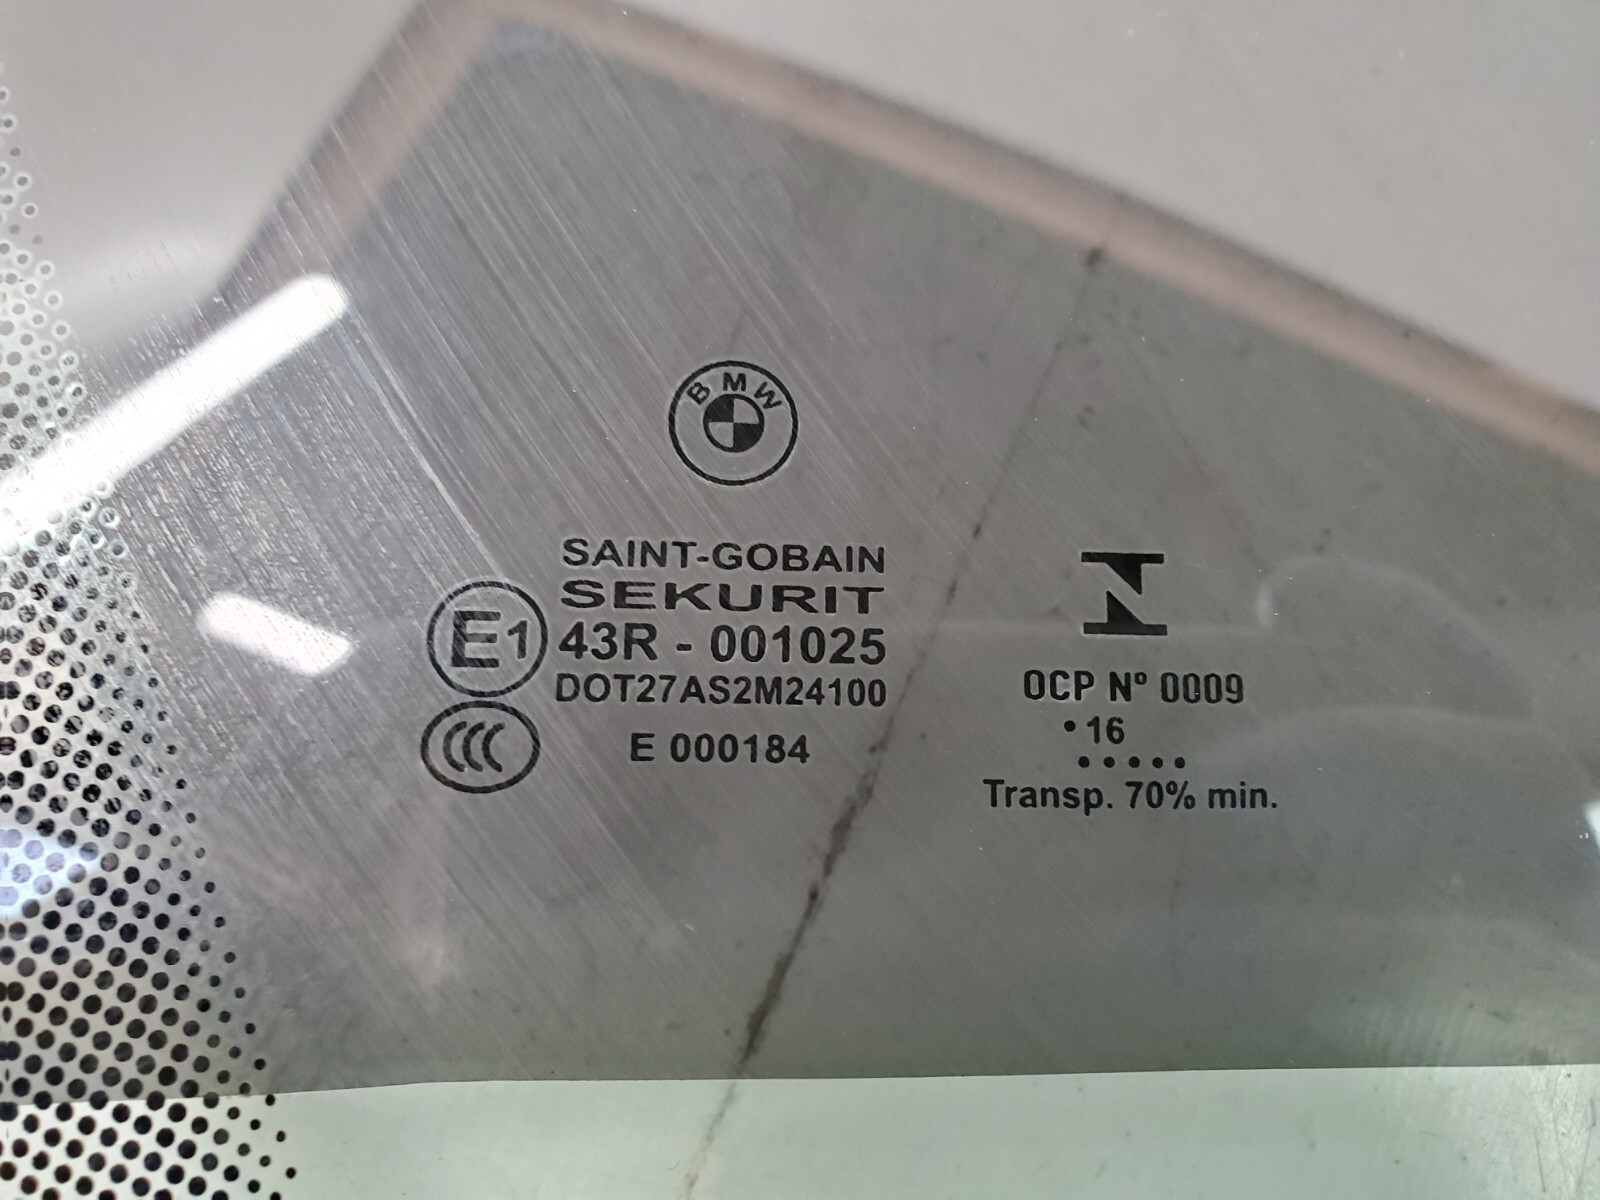 BMW
SAINT-GOBAIN
SEKURIT
E1 43R - 001025
DOT27AS2M24100
CCC E 000184
OCP Nº 0009
•16
•••••
Transp. 70% min.